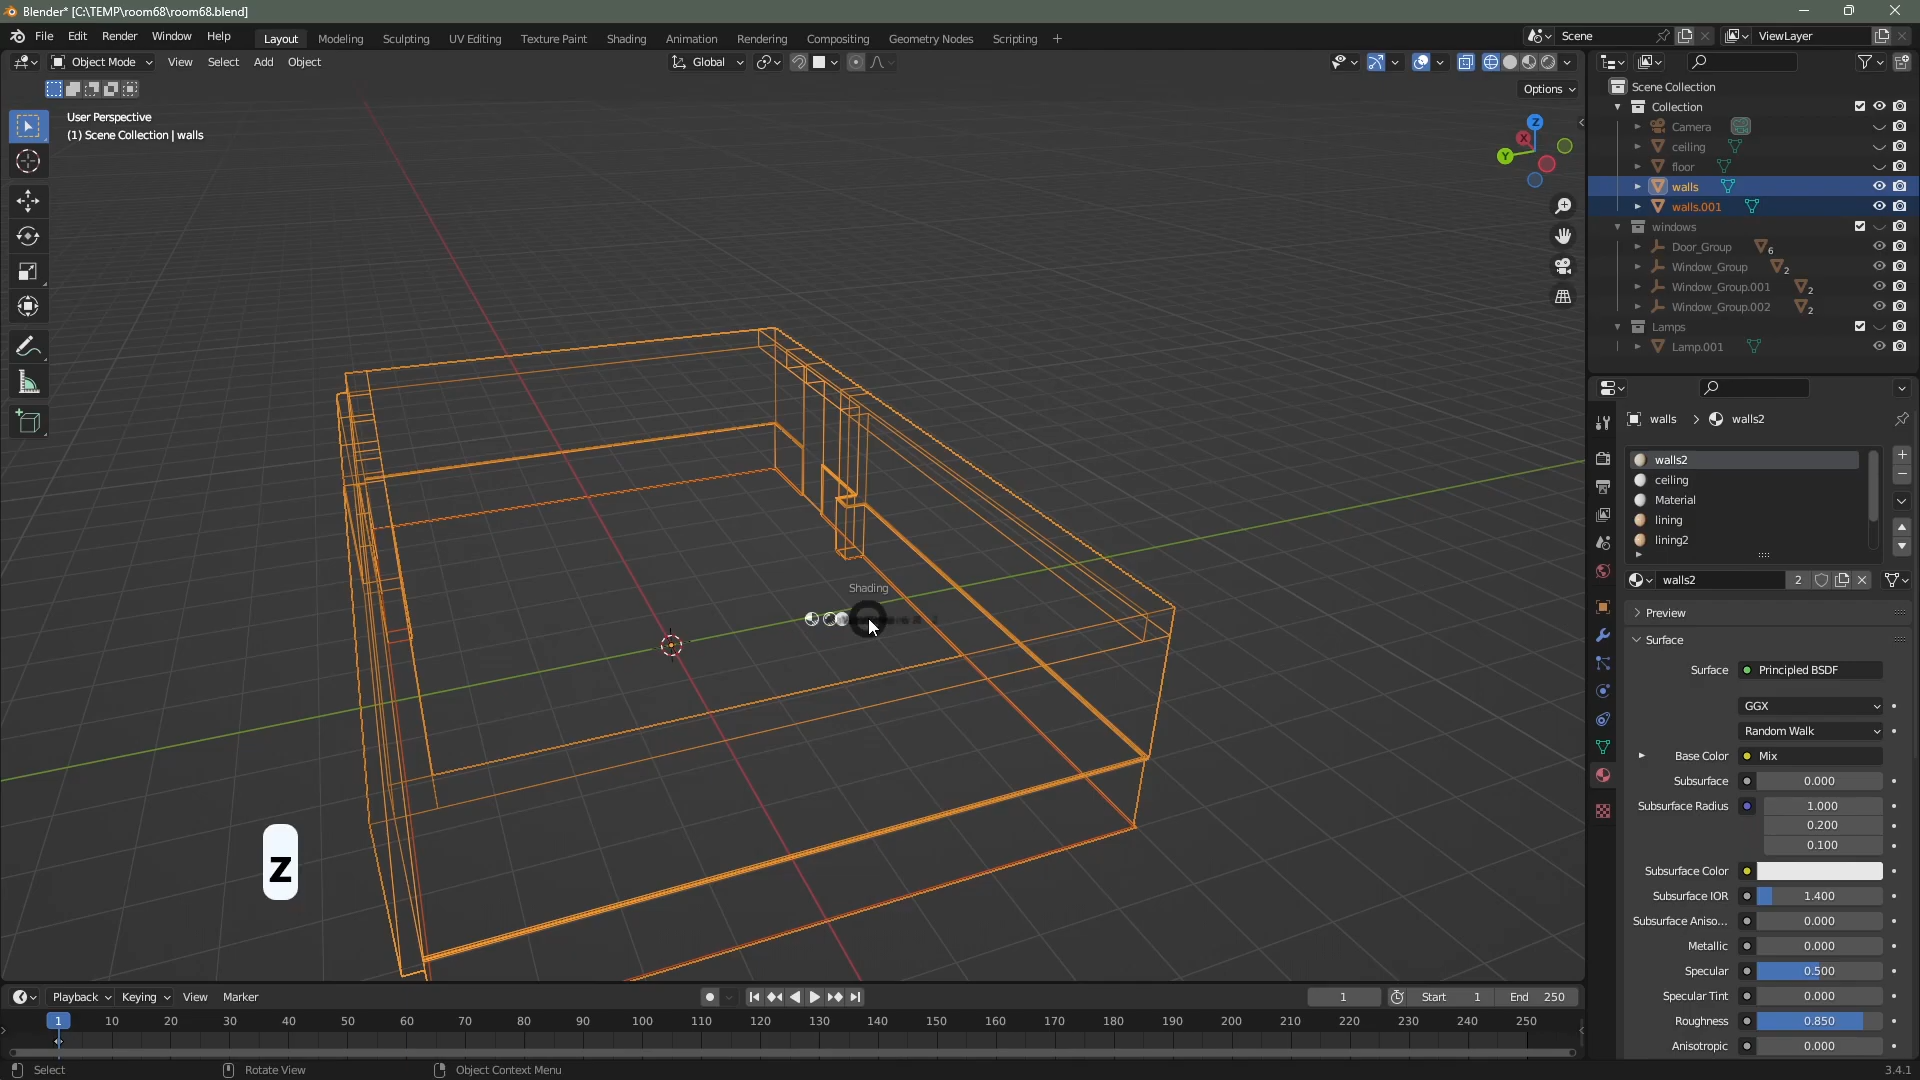 Blender* [C:\TEMP\room68\room68.blend]
File Edit Render Window Help Layout Modeling Sculpting UV Editing Texture Paint Shading Animation Rendering Compositing Geometry Nodes Scripting + Scene ViewLayer
Object Mode View Select Add Object Global
Options
User Perspective
(1) Scene Collection | walls
Z
X
Y
Scene Collection
Collection
Camera
ceiling
floor
walls
walls.001
windows
Door_Group 6
Window_Group 2
Window_Group.001 2
Window_Group.002 2
Lamps
Lamp.001
walls > walls2
walls2
ceiling
Material
lining
lining2
walls2 2
Preview
Surface
Surface Principled BSDF
GGX
Random Walk
Base Color Mix
Subsurface 0.000
Subsurface Radius 1.000
0.200
0.100
Subsurface Color
Subsurface IOR 1.400
Subsurface Aniso... 0.000
Metallic 0.000
Specular 0.500
Specular Tint 0.000
Roughness 0.850
Anisotropic 0.000
Shading
z
Playback Keying View Marker 1 Start 1 End 250
1 10 20 30 40 50 60 70 80 90 100 110 120 130 140 150 160 170 180 190 200 210 220 230 240 250
Select Rotate View Object Context Menu 3.4.1